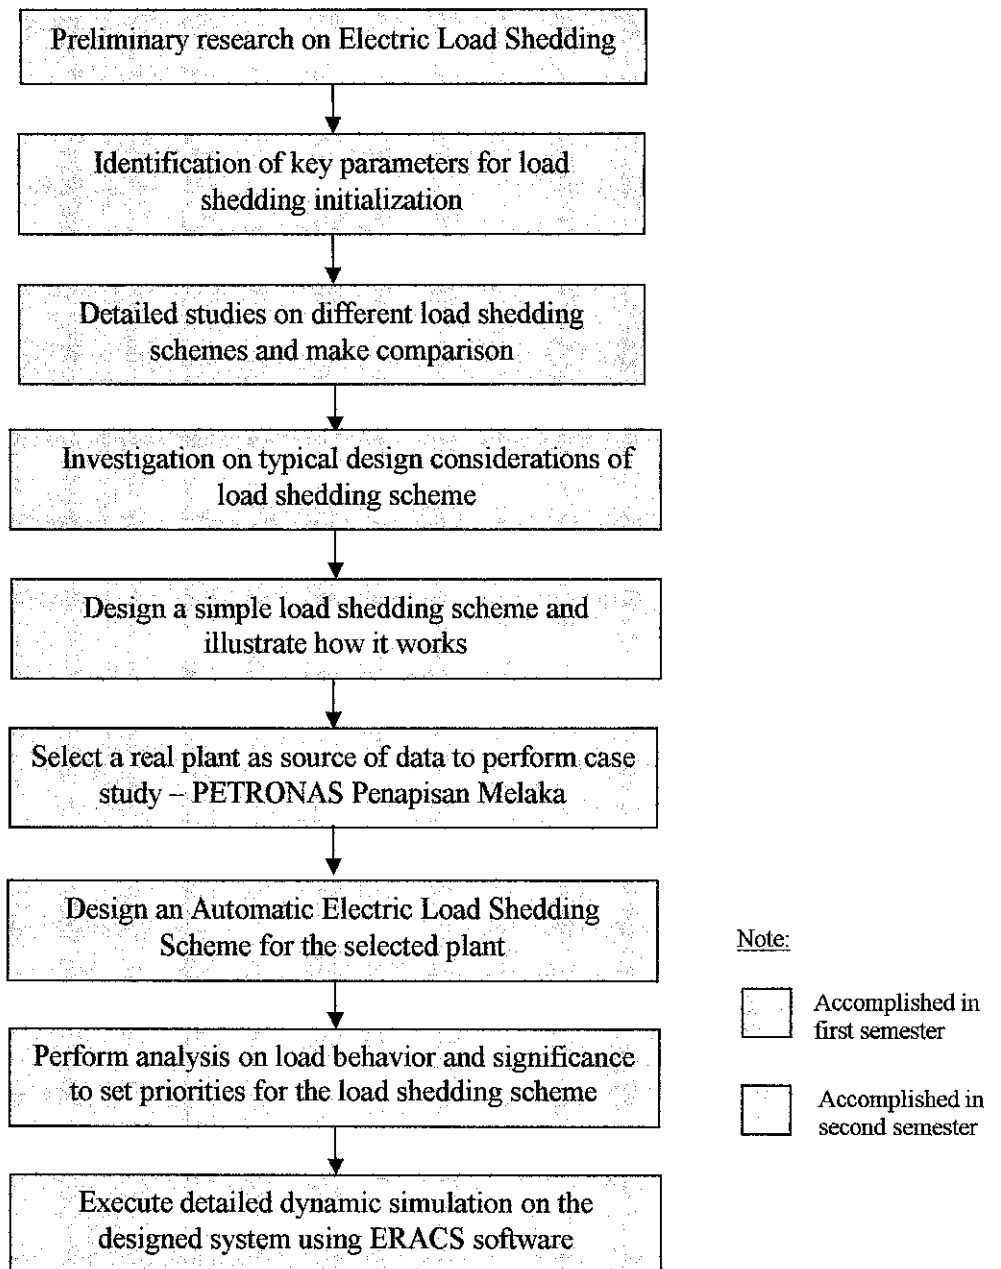 Preliminary research on Electric Load Shedding
Identification of key parameters for load
shedding initialization
Detailed studies on different load shedding
schemes and make comparison
Investigation on typical design considerations of
load shedding scheme
Design a simple load shedding scheme and
illustrate how it works
Select a real plant as source of data to perform case
study – PETRONAS Penapisan Melaka
Design an Automatic Electric Load Shedding
Scheme for the selected plant
Perform analysis on load behavior and significance
to set priorities for the load shedding scheme
Execute detailed dynamic simulation on the
designed system using ERACS software
Note:
Accomplished in
first semester
Accomplished in
second semester